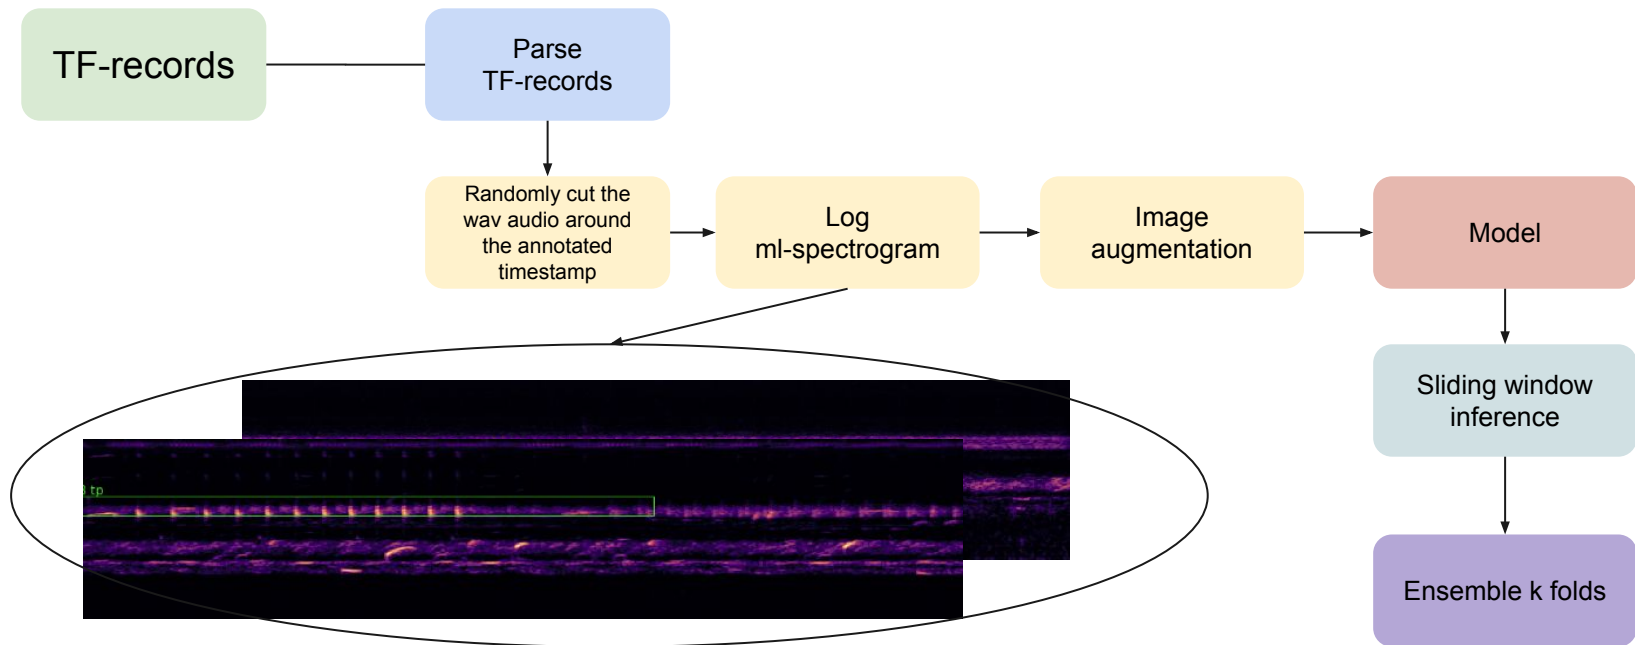 TF-records
Parse
TF-records
Randomly cut the
wav audio around
the annotated
timestamp
Log
ml-spectrogram
Image
augmentation
Model
Sliding window
inference
Ensemble k folds
tp